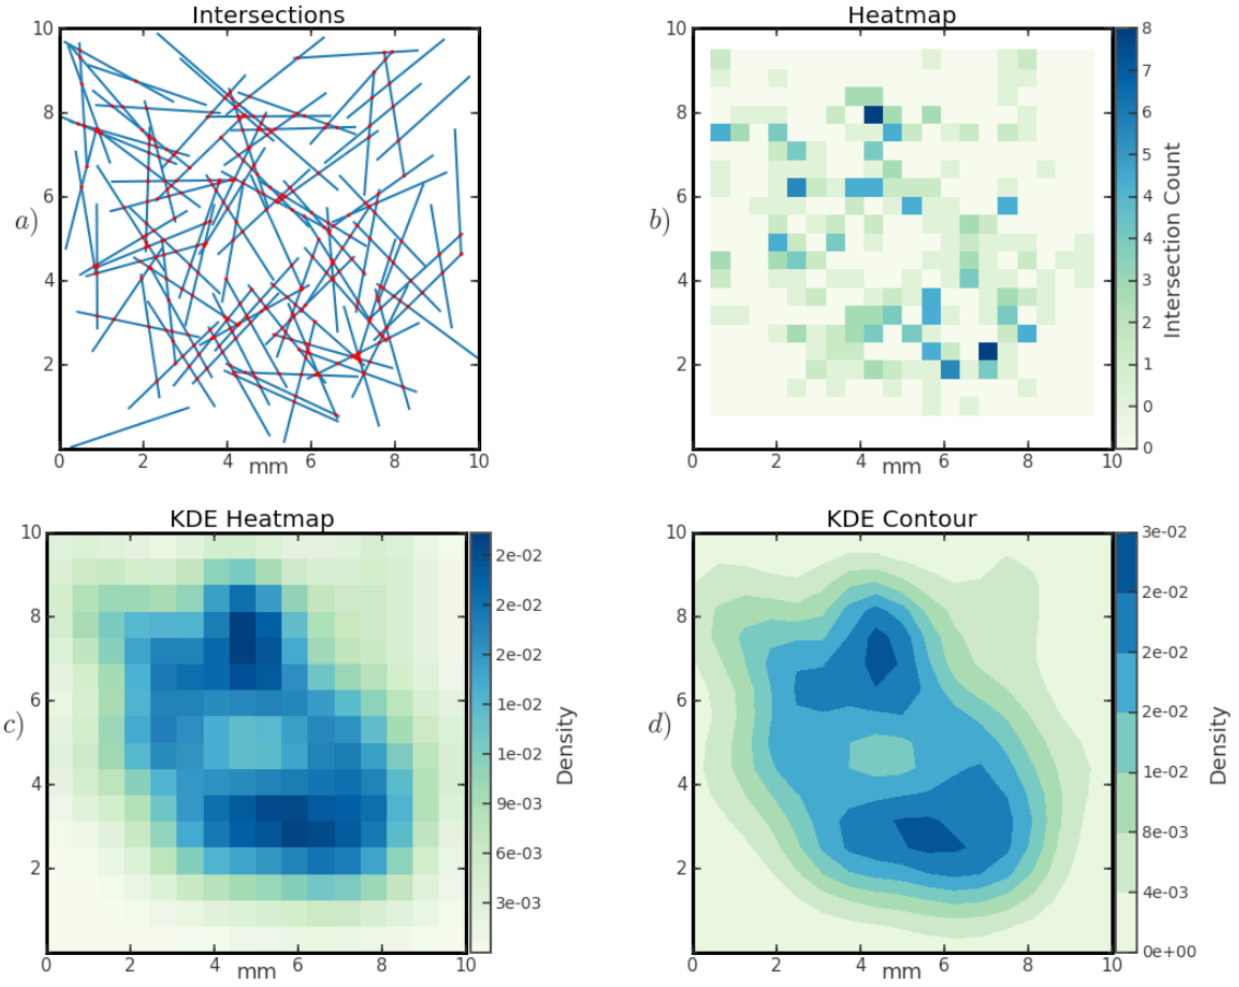 Intersections
10
8
6
4
2
0
2
4
6
8
10
mm
a)
Heatmap
10
8
6
4
2
0
2
4
6
8
10
mm
b)
8
7
6
5
4
4
3
2
1
0
0
Intersection Count
KDE Heatmap
10
8
6
4
2
0
2
4
6
8
10
mm
c)
2e-02
2e-02
2e-02
1e-02
1e-02
9e-03
6e-03
3e-03
Density
KDE Contour
10
8
6
4
2
0
2
4
6
8
10
mm
d)
3e-02
2e-02
2e-02
2e-02
1e-02
8e-03
4e-03
0e+00
Density